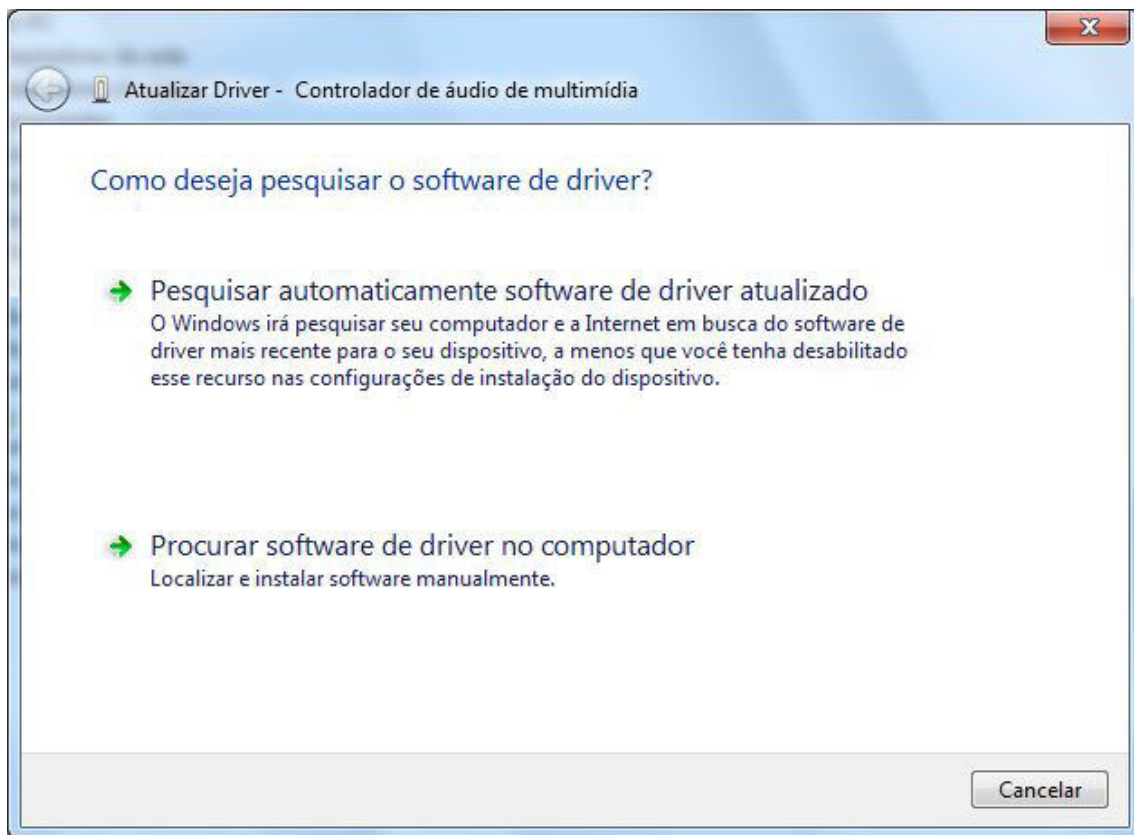 Atualizar Driver - Controlador de áudio de multimídia
Como deseja pesquisar o software de driver?
Pesquisar automaticamente software de driver atualizado
O Windows irá pesquisar seu computador e a Internet em busca do software de
driver mais recente para o seu dispositivo, a menos que você tenha desabilitado
esse recurso nas configurações de instalação do dispositivo.
Procurar software de driver no computador
Localizar e instalar software manualmente.
Cancelar